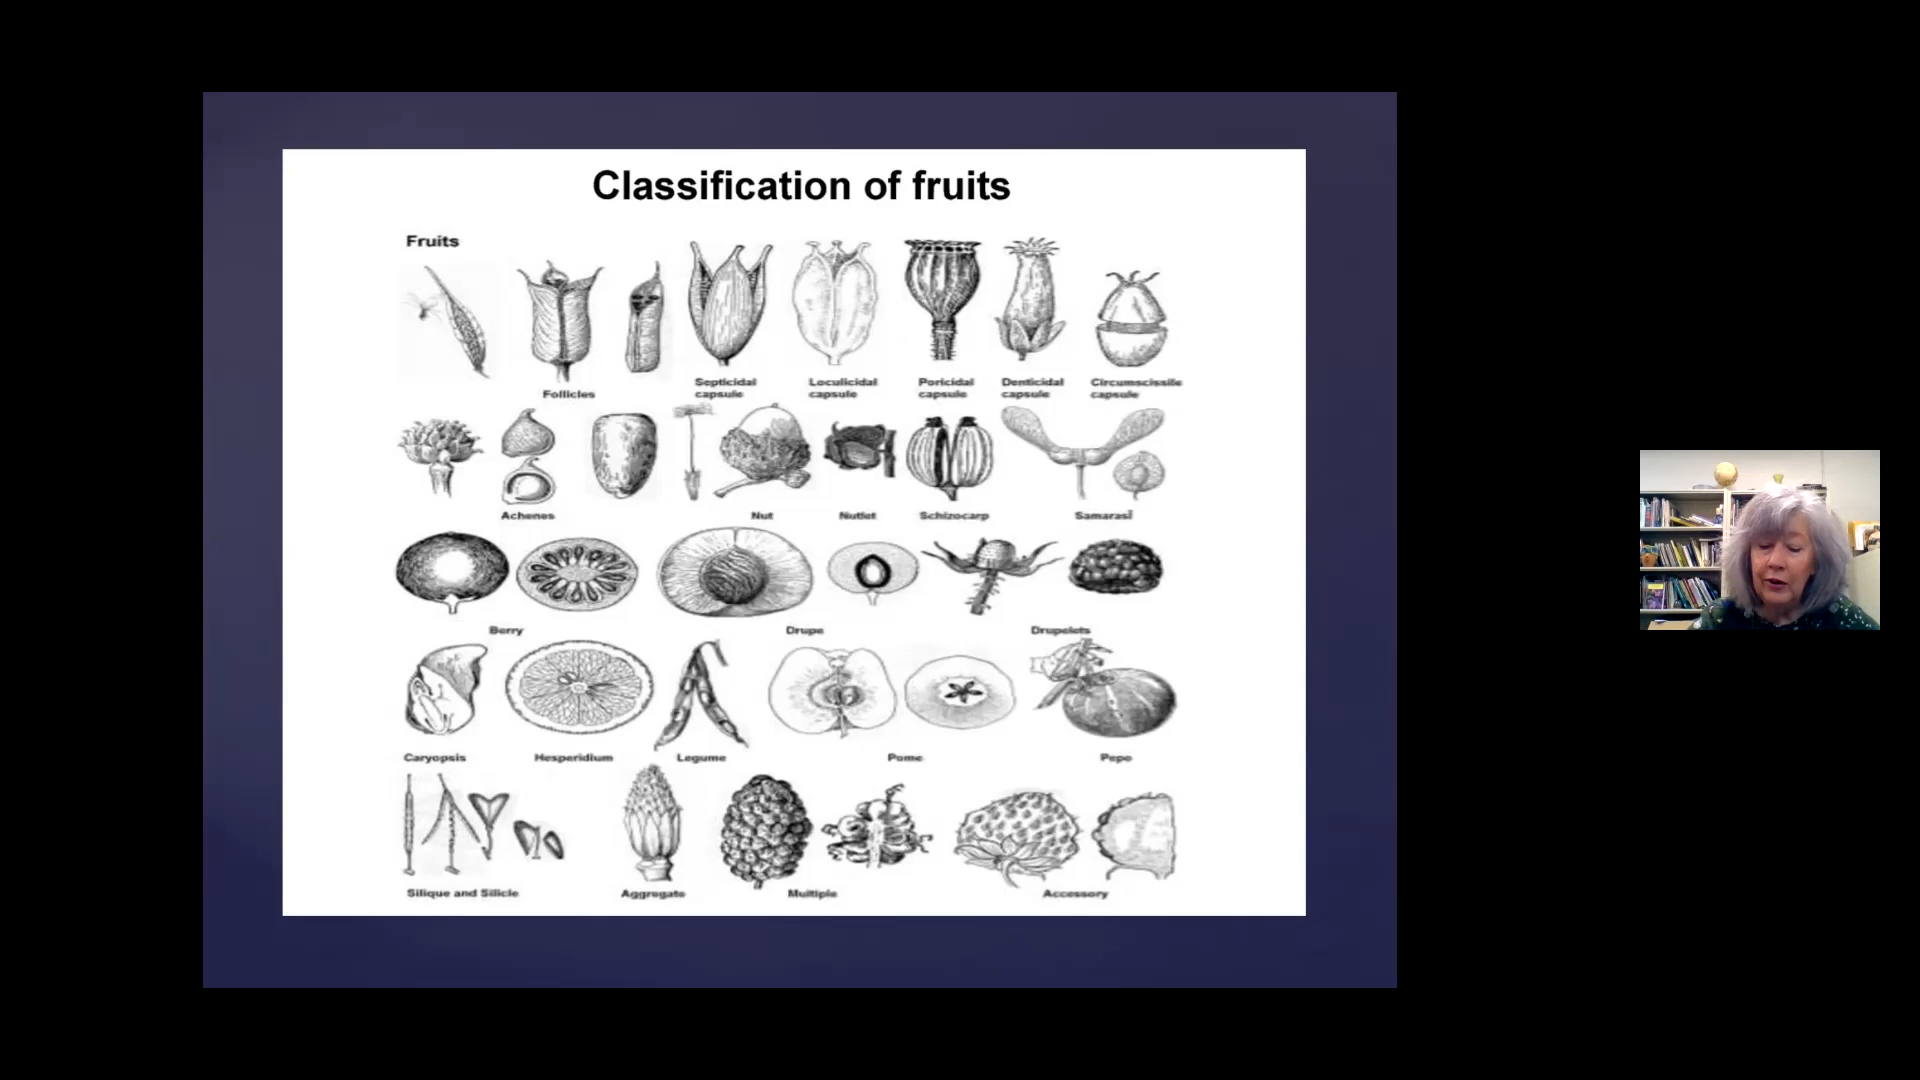 Classification of fruits
Fruits
Follicles
Septicidal
capsule
Loculicidal
capsule
Poricidal
capsule
Denticidal
capsule
Circumscissile
capsule
Achenes
Nut
Nutlet
Schizocarp
Samaras
Berry
Drupe
Drupelets
Caryopsis
Hesperidium
Legume
Pome
Pepo
Silique and Silicle
Aggregate
Multiple
Accessory